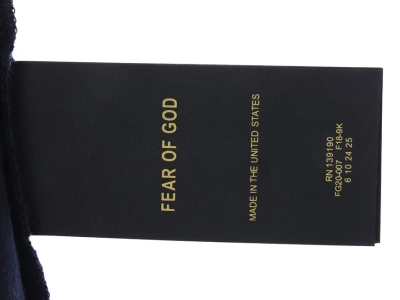 FEAR OF GOD
MADE IN THE UNITED STATES
RN 139190
FG20-007 F18-9K
6 10 24 25